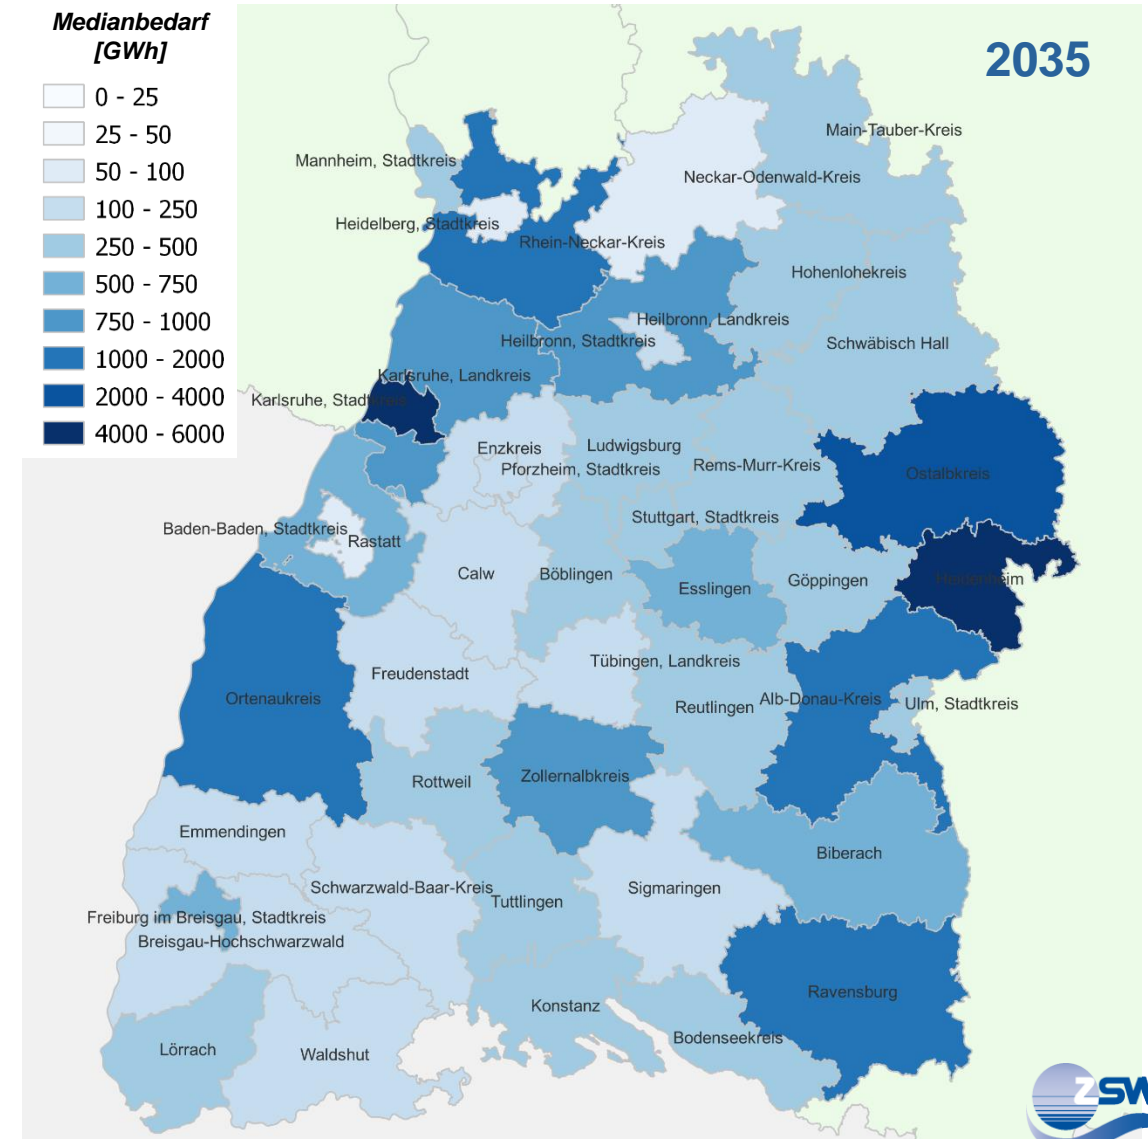 Medianbedarf
[GWh]
0 - 25
25 - 50
50 - 100
100 - 250
250 - 500
500 - 750
750 - 1000
1000 - 2000
2000 - 4000
4000 - 6000
2035
Main-Tauber-Kreis
Mannheim, Stadtkreis
Neckar-Odenwald-Kreis
Heidelberg, Stadtkreis
Rhein-Neckar-Kreis
Hohenlohekreis
Heilbronn, Landkreis
Heilbronn, Stadtkreis
Schwäbisch Hall
Karlsruhe, Landkreis
Karlsruhe, Stadtkreis
Enzkreis
Ludwigsburg
Pforzheim, Stadtkreis
Rems-Murr-Kreis
Ostalbkreis
Stuttgart, Stadtkreis
Baden-Baden, Stadtkreis
Rastatt
Calw
Böblingen
Esslingen
Göppingen
Heidenheim
Freudenstadt
Tübingen, Landkreis
Ortenaukreis
Reutlingen
Alb-Donau-Kreis
Ulm, Stadtkreis
Rottweil
Zollernalbkreis
Emmendingen
Biberach
Schwarzwald-Baar-Kreis
Sigmaringen
Tuttlingen
Freiburg im Breisgau, Stadtkreis
Breisgau-Hochschwarzwald
Ravensburg
Konstanz
Bodenseekreis
Lörrach
Waldshut
ZSW